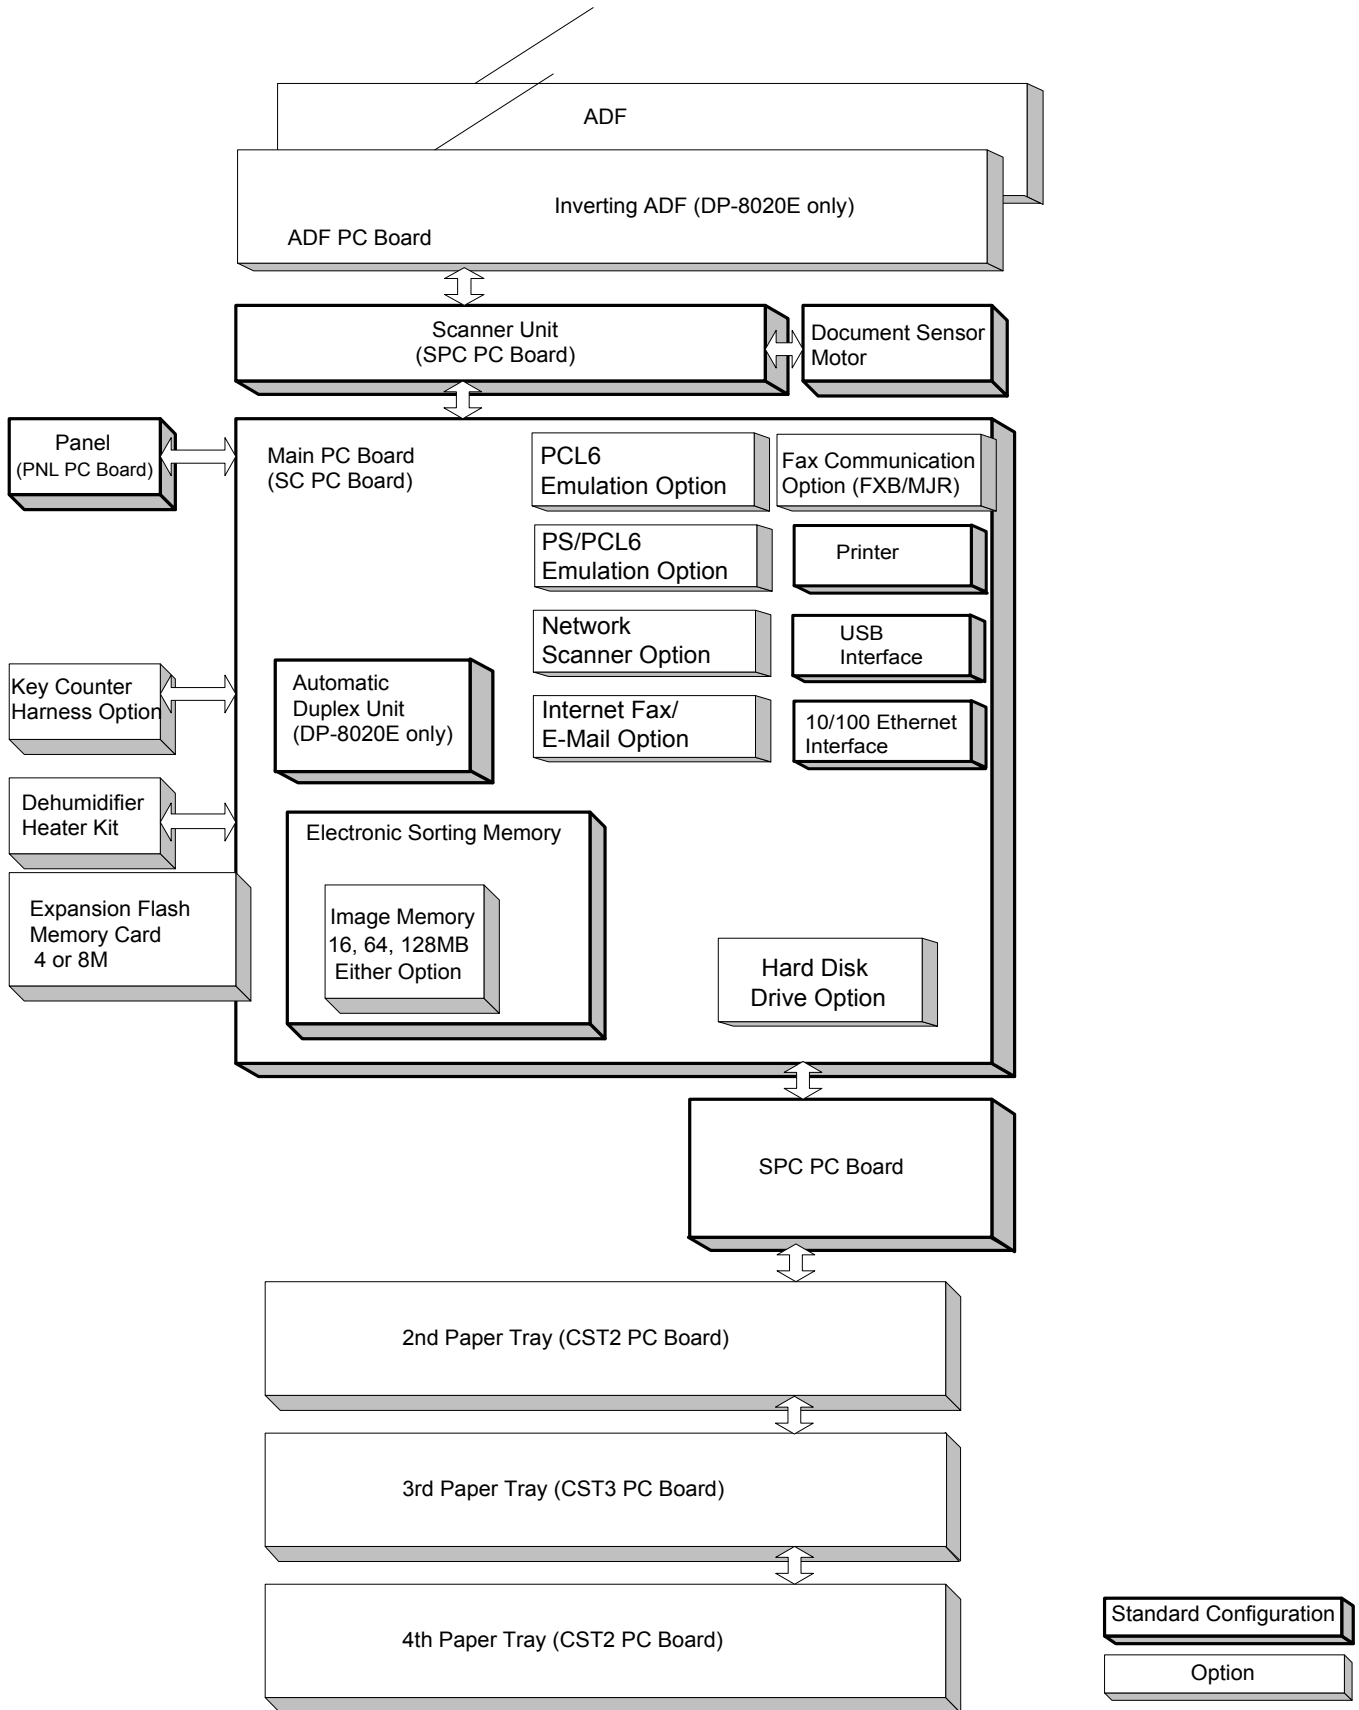 ADF
Inverting ADF (DP-8020E only)
ADF PC Board
Scanner Unit
(SPC PC Board)
Document Sensor
Motor
Panel
(PNL PC Board)
Main PC Board
(SC PC Board)
PCL6
Emulation Option
Fax Communication
Option (FXB/MJR)
PS/PCL6
Emulation Option
Printer
Network
Scanner Option
USB
Interface
Key Counter
Harness Option
Automatic
Duplex Unit
(DP-8020E only)
Internet Fax/
E-Mail Option
10/100 Ethernet
Interface
Dehumidifier
Heater Kit
Electronic Sorting Memory
Expansion Flash
Memory Card
4 or 8M
Image Memory
16, 64, 128MB
Either Option
Hard Disk
Drive Option
SPC PC Board
2nd Paper Tray (CST2 PC Board)
3rd Paper Tray (CST3 PC Board)
4th Paper Tray (CST2 PC Board)
Standard Configuration
Option